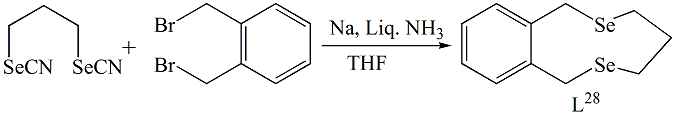 SeCN SeCN
+
Br
Br
Na, Liq. NH₃
THF
Se
Se
L²⁸